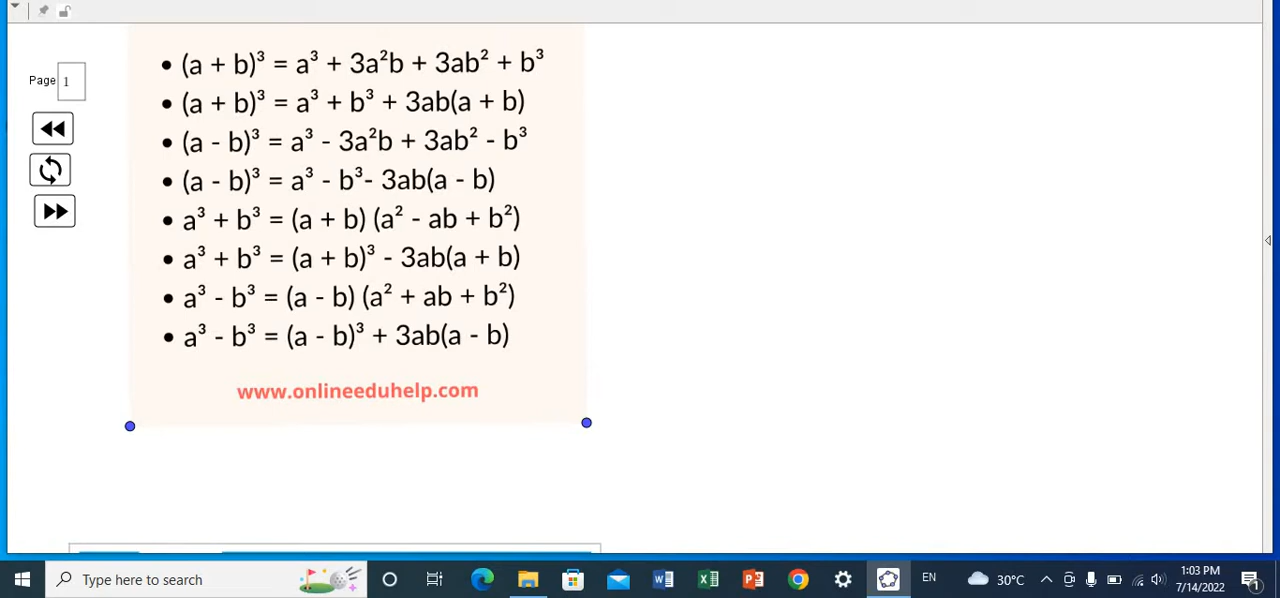 • (a + b)³ = a³ + 3a²b + 3ab² + b³
Page 1
• (a + b)³ = a³ + b³ + 3ab(a + b)
• (a - b)³ = a³ - 3a²b + 3ab² - b³
• (a - b)³ = a³ - b³- 3ab(a - b)
• a³ + b³ = (a + b) (a² - ab + b²)
• a³ + b³ = (a + b)³ - 3ab(a + b)
• a³ - b³ = (a - b) (a² + ab + b²)
• a³ - b³ = (a - b)³ + 3ab(a - b)
www.onlineeduhelp.com
Type here to search
EN
30°C
1:03 PM
7/14/2022
1